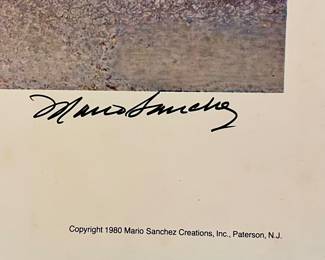 Mario Sanchez
Copyright 1980 Mario Sanchez Creations, Inc., Paterson, N.J.